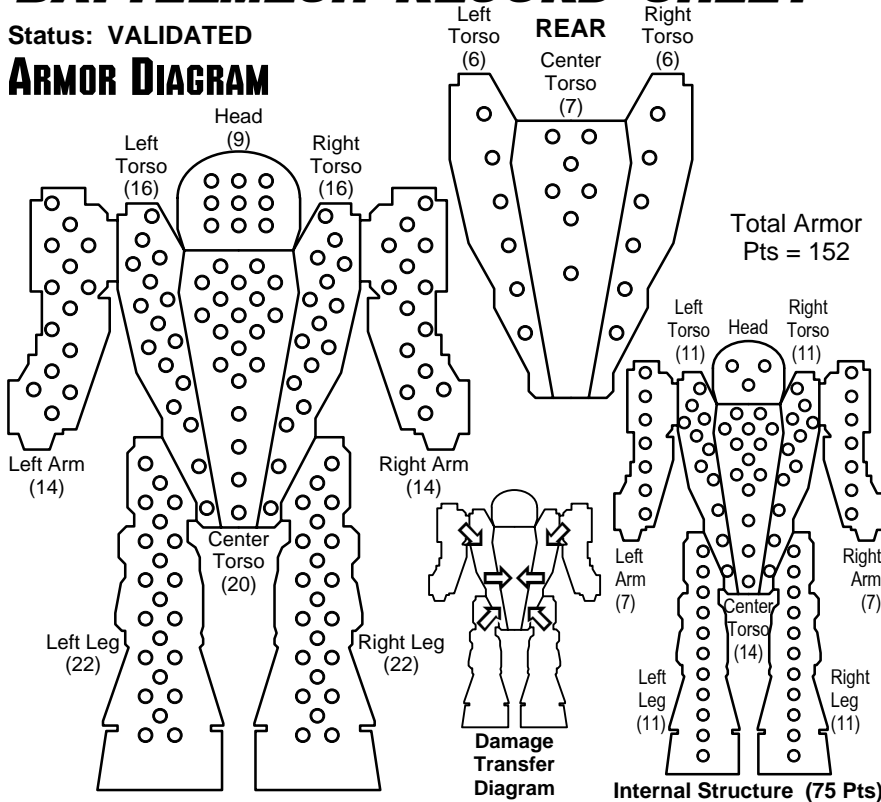 BATTLEMECH RECORD SHEET
Status: VALIDATED
ARMOR DIAGRAM
Head
(9)
Left
Torso
(16)
Right
Torso
(16)
Left Arm
(14)
Right Arm
(14)
Center
Torso
(20)
Left Leg
(22)
Right Leg
(22)
REAR
Left
Torso
(6)
Center
Torso
(7)
Right
Torso
(6)
Total Armor
Pts = 152
Damage
Transfer
Diagram
Left
Torso
(11)
Head
Right
Torso
(11)
Left
Arm
(7)
Right
Arm
(7)
Center
Torso
(14)
Left
Leg
(11)
Right
Leg
(11)
Internal Structure (75 Pts)